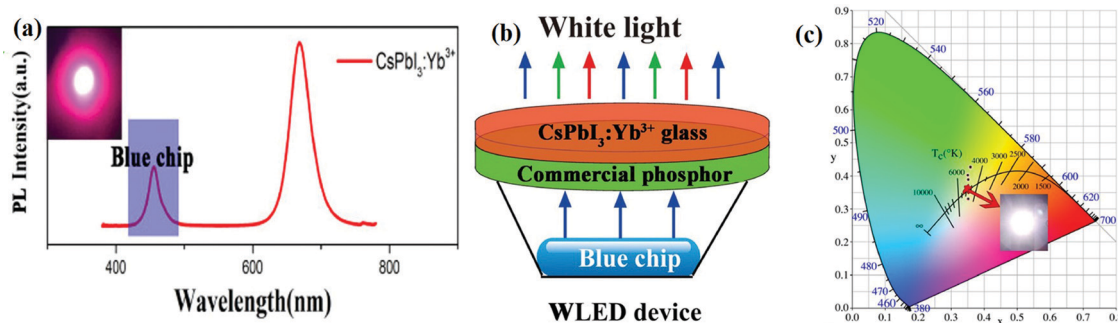 (a)
CsPbI₃:Yb³⁺
Blue chip
PL Intensity(a.u.)
400
600
800
Wavelength(nm)
(b)
White light
CsPbI₃:Yb³⁺ glass
Commercial phosphor
Blue chip
WLED device
(c)
0.9
0.8
0.7
0.6
0.5
y
0.4
0.3
0.2
0.1
0.0
0.0 0.1 0.2 0.3 0.4 0.5 0.6 0.7 0.8
x
520
540
560
580
600
620
700
500
490
480
470
460
380
Tc(°K)
10000
6000
4000
3000
2500
2000
1500
∞